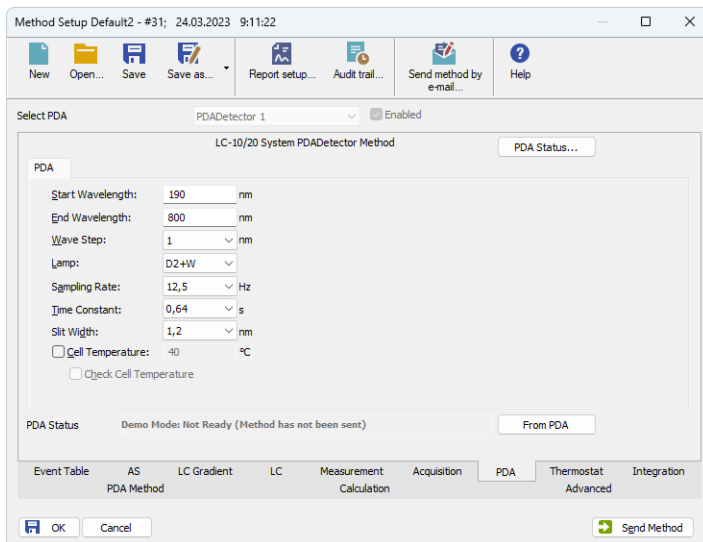 Method Setup Default2 - #31; 24.03.2023 9:11:22
New Open... Save Save as... Report setup... Audit trail... Send method by e-mail... Help
Select PDA PDADetector 1 Enabled
LC-10/20 System PDADetector Method PDA Status...
PDA
Start Wavelength: 190 nm
End Wavelength: 800 nm
Wave Step: 1 nm
Lamp: D2+W
Sampling Rate: 12,5 Hz
Time Constant: 0,64 s
Slit Width: 1,2 nm
Cell Temperature: 40 °C
Check Cell Temperature
PDA Status Demo Mode: Not Ready (Method has not been sent) From PDA
Event Table AS LC Gradient LC Measurement Acquisition PDA Thermostat Integration
PDA Method Calculation Advanced
OK Cancel Send Method